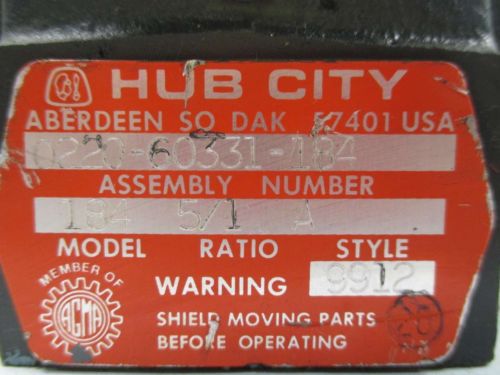 HUB CITY
ABERDEEN SO DAK 57401 USA
0220-60331-184
ASSEMBLY NUMBER
184 5/1 A
MODEL RATIO STYLE
9912
MEMBER OF
AGMA
WARNING
SHIELD MOVING PARTS
BEFORE OPERATING